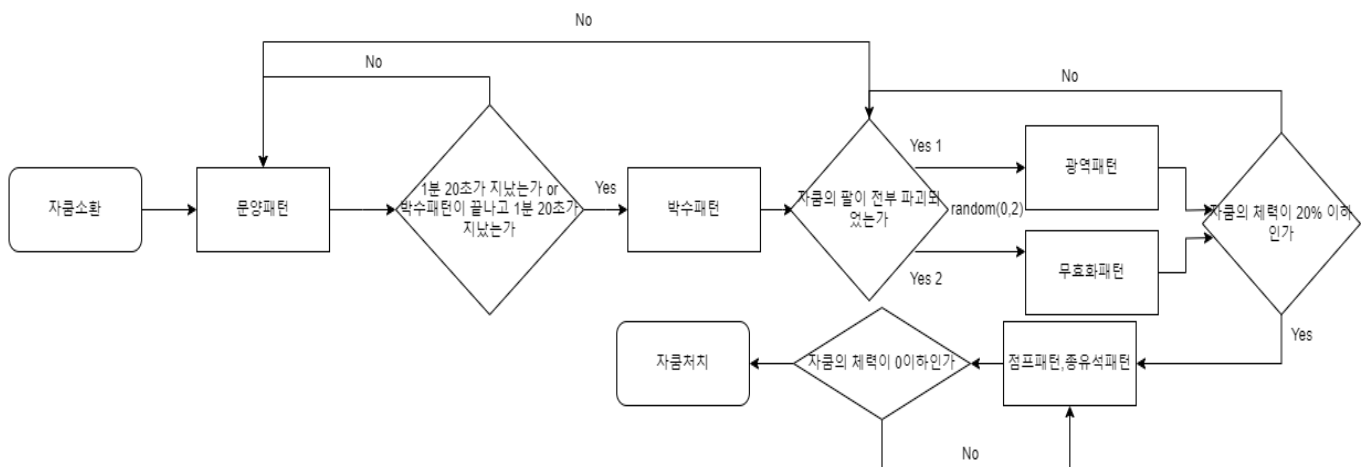 No
No
No
자쿰소환
문양패턴
1분 20초가 지났는가 or
박수패턴이 끝나고 1분 20초가
지났는가
Yes
박수패턴
자쿰의 팔이 전부 파괴되
었는가
Yes 1
random(0,2)
Yes 2
광역패턴
무효화패턴
자쿰의 체력이 20% 이하
인가
Yes
자쿰처치
자쿰의 체력이 0이하인가
점프패턴,종유석패턴
No